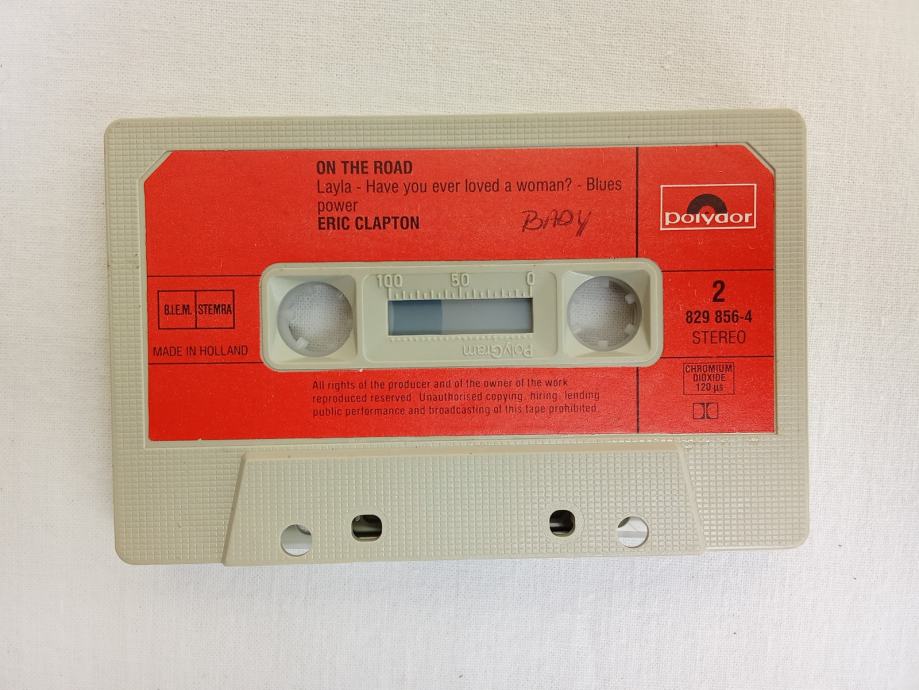 ON THE ROAD
Layla - Have you ever loved a woman? - Blues
power
ERIC CLAPTON
polydor
100 50 0
PolyGram
B.I.E.M. STEMRA
MADE IN HOLLAND
2
829 856-4
STEREO
CHROMIUM
DIOXIDE
120 µs
All rights of the producer and of the owner of the work
reproduced reserved. Unauthorised copying, hiring, lending
public performance and broadcasting of this tape prohibited.